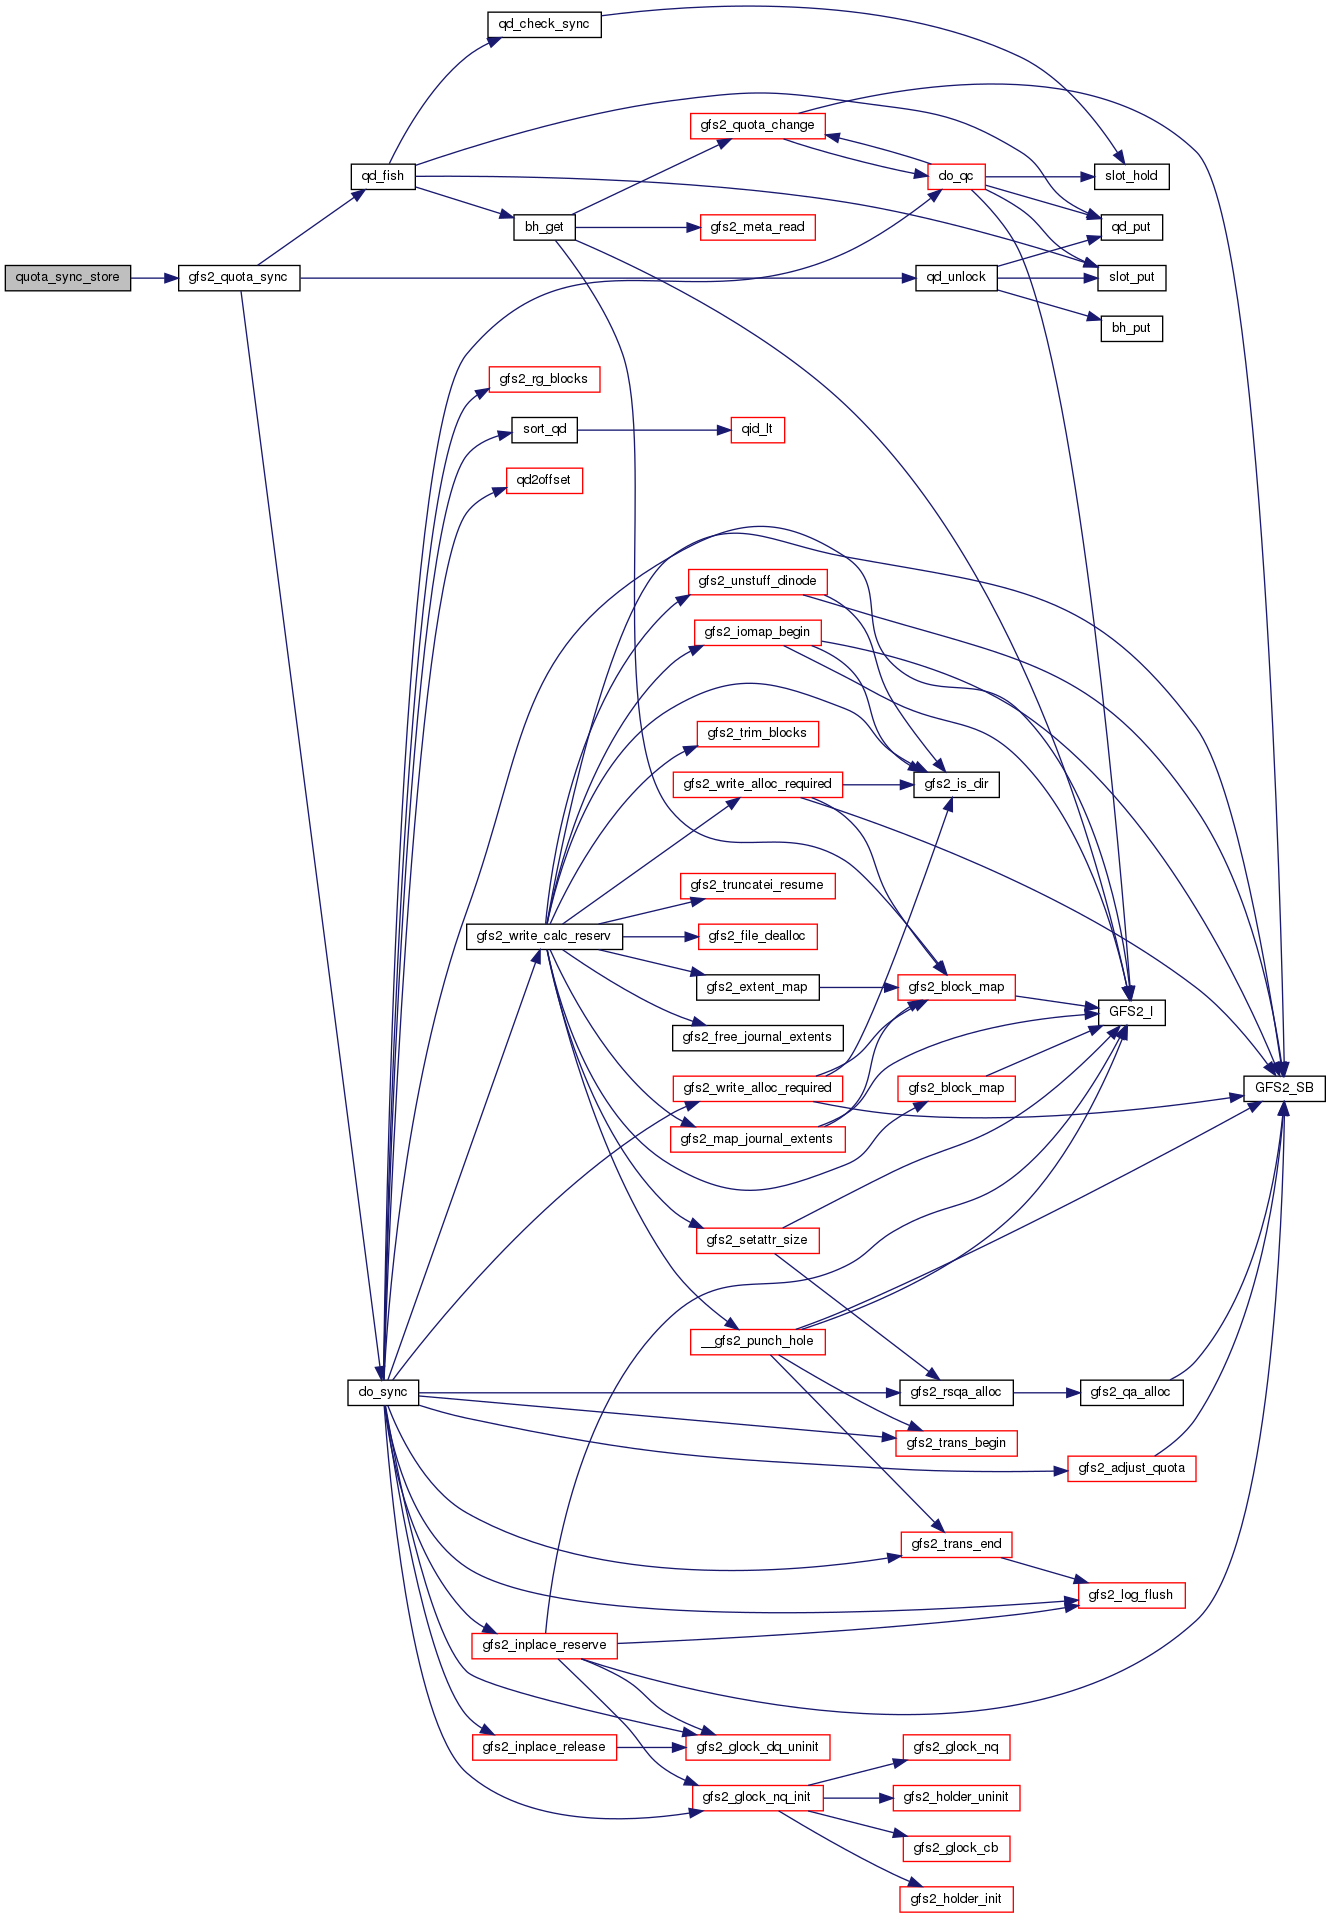 qd_check_sync
gfs2_quota_change
qd_fish
do_qc
slot_hold
bh_get
gfs2_meta_read
qd_put
quota_sync_store
gfs2_quota_sync
qd_unlock
slot_put
bh_put
gfs2_rg_blocks
sort_qd
qid_lt
qd2offset
gfs2_unstuff_dinode
gfs2_iomap_begin
gfs2_trim_blocks
gfs2_write_alloc_required
gfs2_is_dir
gfs2_truncatei_resume
gfs2_write_calc_reserv
gfs2_file_dealloc
gfs2_extent_map
gfs2_block_map
GFS2_I
gfs2_free_journal_extents
gfs2_write_alloc_required
gfs2_block_map
GFS2_SB
gfs2_map_journal_extents
gfs2_setattr_size
__gfs2_punch_hole
do_sync
gfs2_rsqa_alloc
gfs2_qa_alloc
gfs2_trans_begin
gfs2_adjust_quota
gfs2_trans_end
gfs2_log_flush
gfs2_inplace_reserve
gfs2_inplace_release
gfs2_glock_dq_uninit
gfs2_glock_nq
gfs2_glock_nq_init
gfs2_holder_uninit
gfs2_glock_cb
gfs2_holder_init